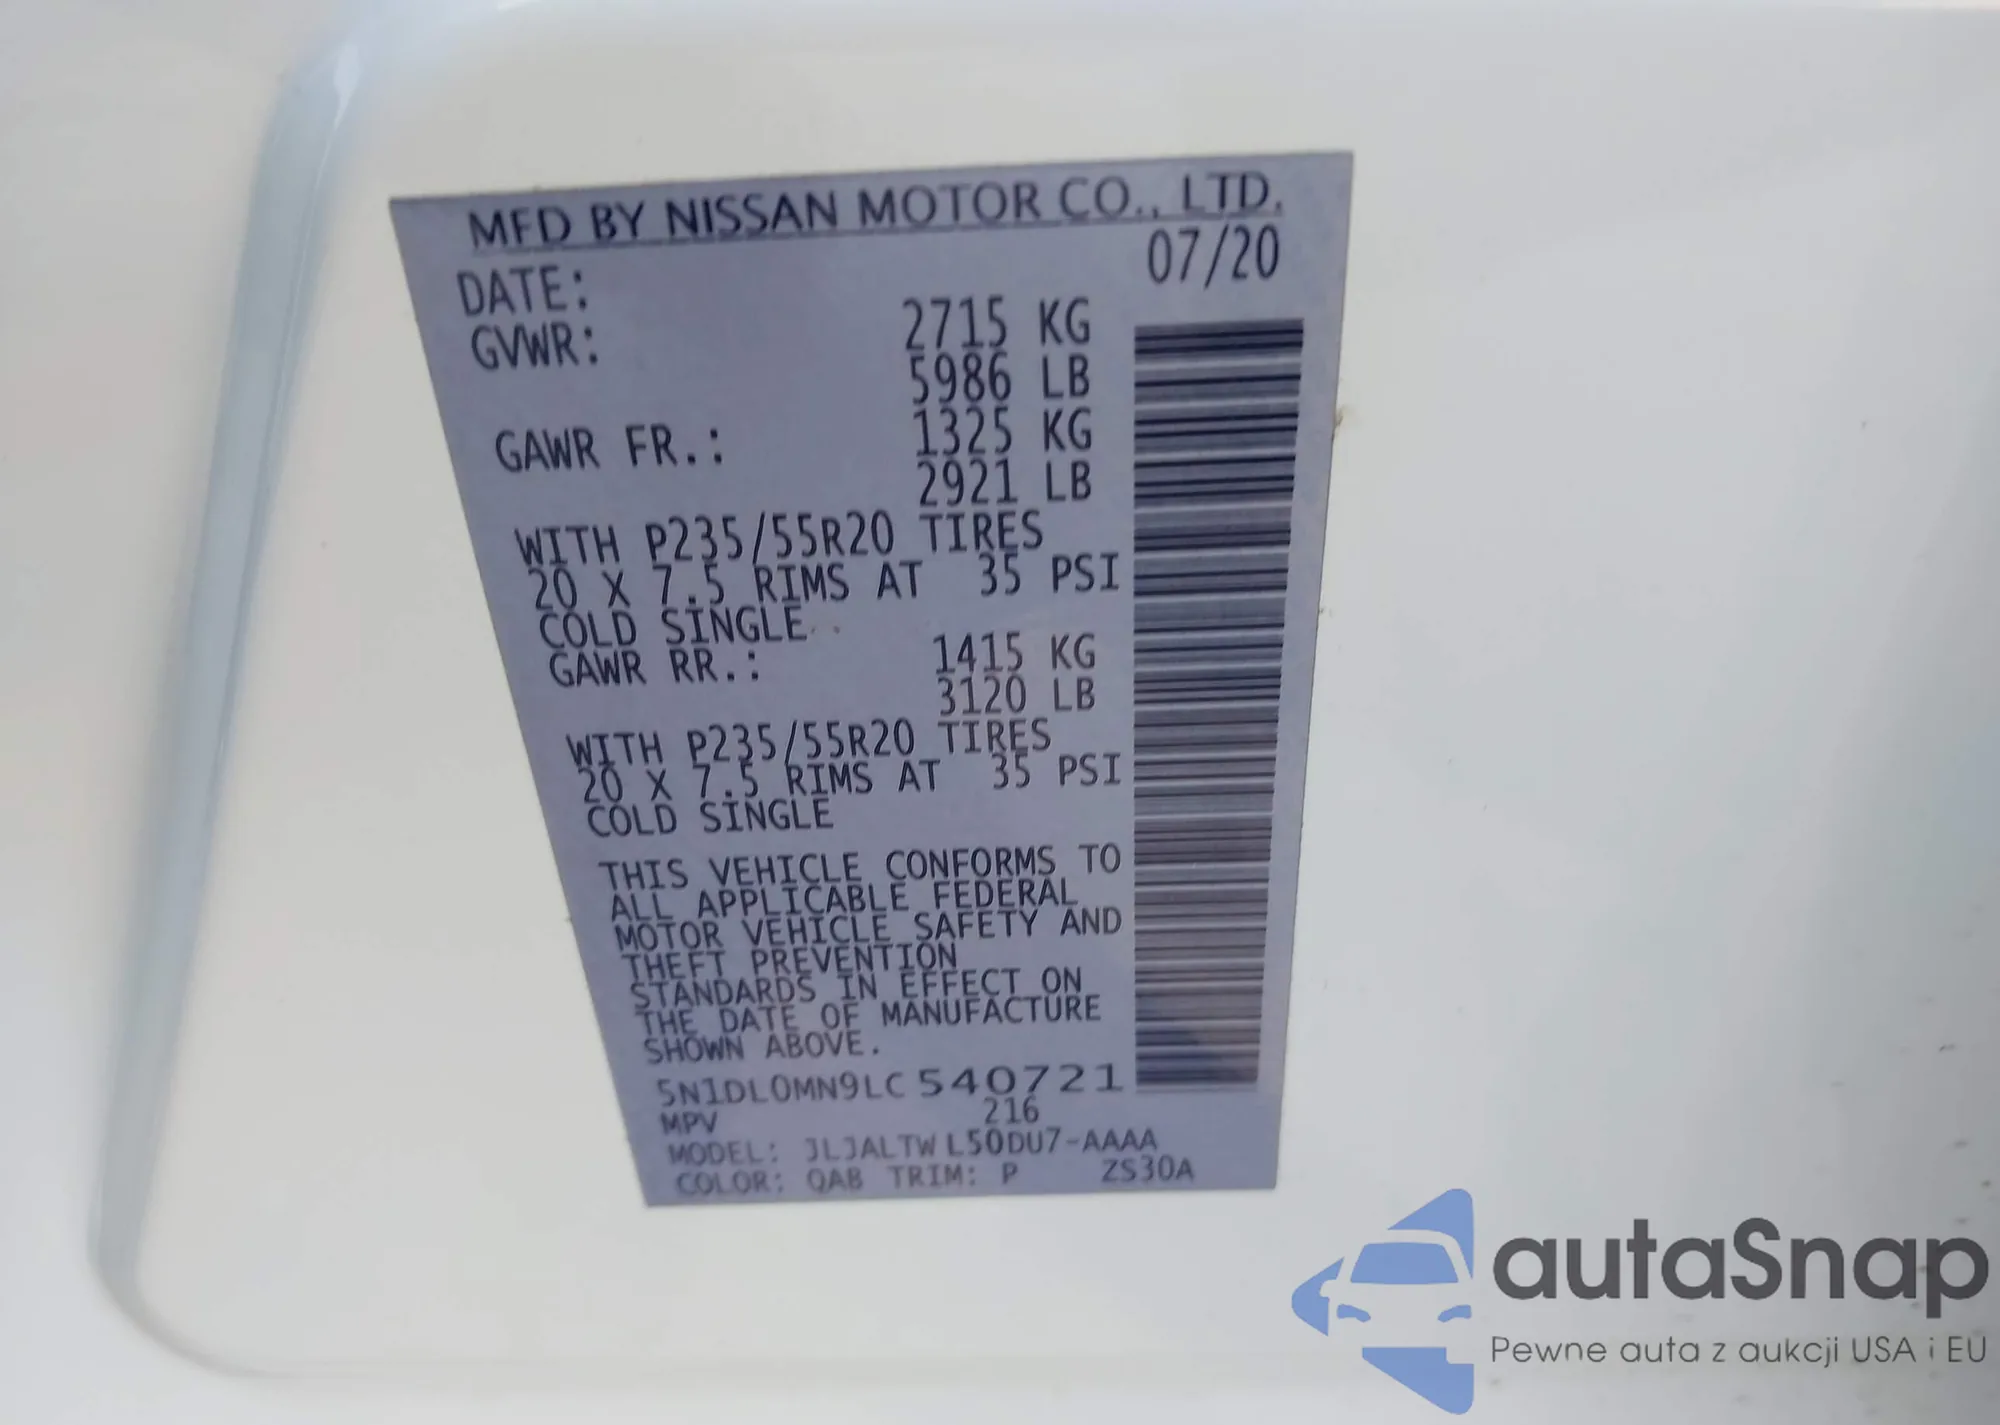 MFD BY NISSAN MOTOR CO., LTD.
DATE: 07/20
GVWR: 2715 KG
5986 LB
GAWR FR.: 1325 KG
2921 LB
WITH P235/55R20 TIRES
20 X 7.5 RIMS AT 35 PSI
COLD SINGLE
GAWR RR.: 1415 KG
3120 LB
WITH P235/55R20 TIRES
20 X 7.5 RIMS AT 35 PSI
COLD SINGLE
THIS VEHICLE CONFORMS TO
ALL APPLICABLE FEDERAL
MOTOR VEHICLE SAFETY AND
THEFT PREVENTION
STANDARDS IN EFFECT ON
THE DATE OF MANUFACTURE
SHOWN ABOVE.
5N1DL0MN9LC 540721
MPV 216
MODEL: JLJALTW L50DU7-AAAA
COLOR: QAB TRIM: P ZS30A
autaSnap
Pewne auta z aukcji USA i EU